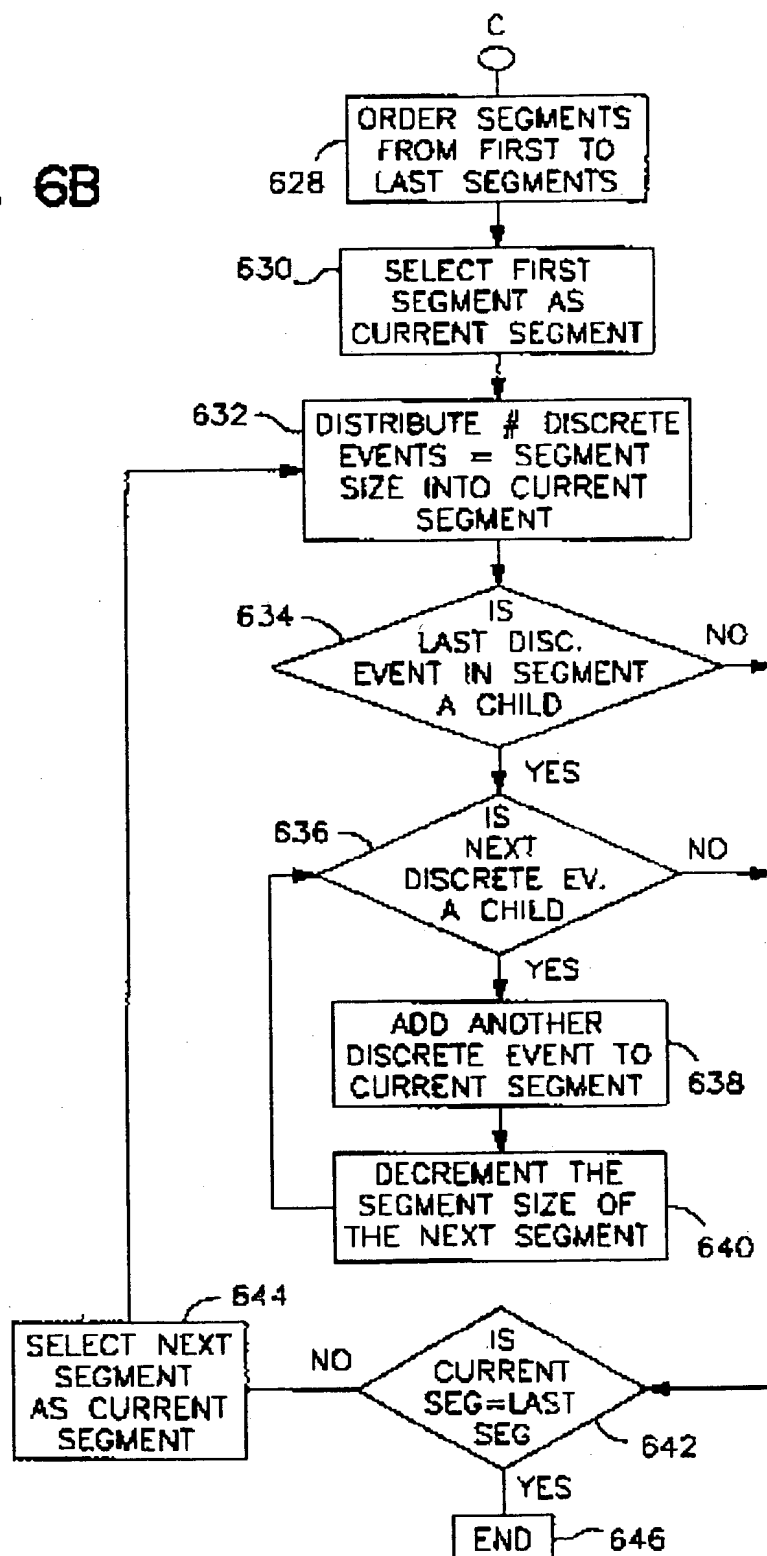 C
ORDER SEGMENTS
FROM FIRST TO
LAST SEGMENTS
628
6B
630
SELECT FIRST
SEGMENT AS
CURRENT SEGMENT
632
DISTRIBUTE # DISCRETE
EVENTS = SEGMENT
SIZE INTO CURRENT
SEGMENT
634
IS
LAST DISC.
EVENT IN SEGMENT
A CHILD
NO
YES
636
IS
NEXT
DISCRETE EV.
A CHILD
NO
YES
ADD ANOTHER
DISCRETE EVENT TO
CURRENT SEGMENT
638
DECREMENT THE
SEGMENT SIZE OF
THE NEXT SEGMENT
640
644
SELECT NEXT
SEGMENT
AS CURRENT
SEGMENT
NO
IS
CURRENT
SEG=LAST
SEG
642
YES
END
646